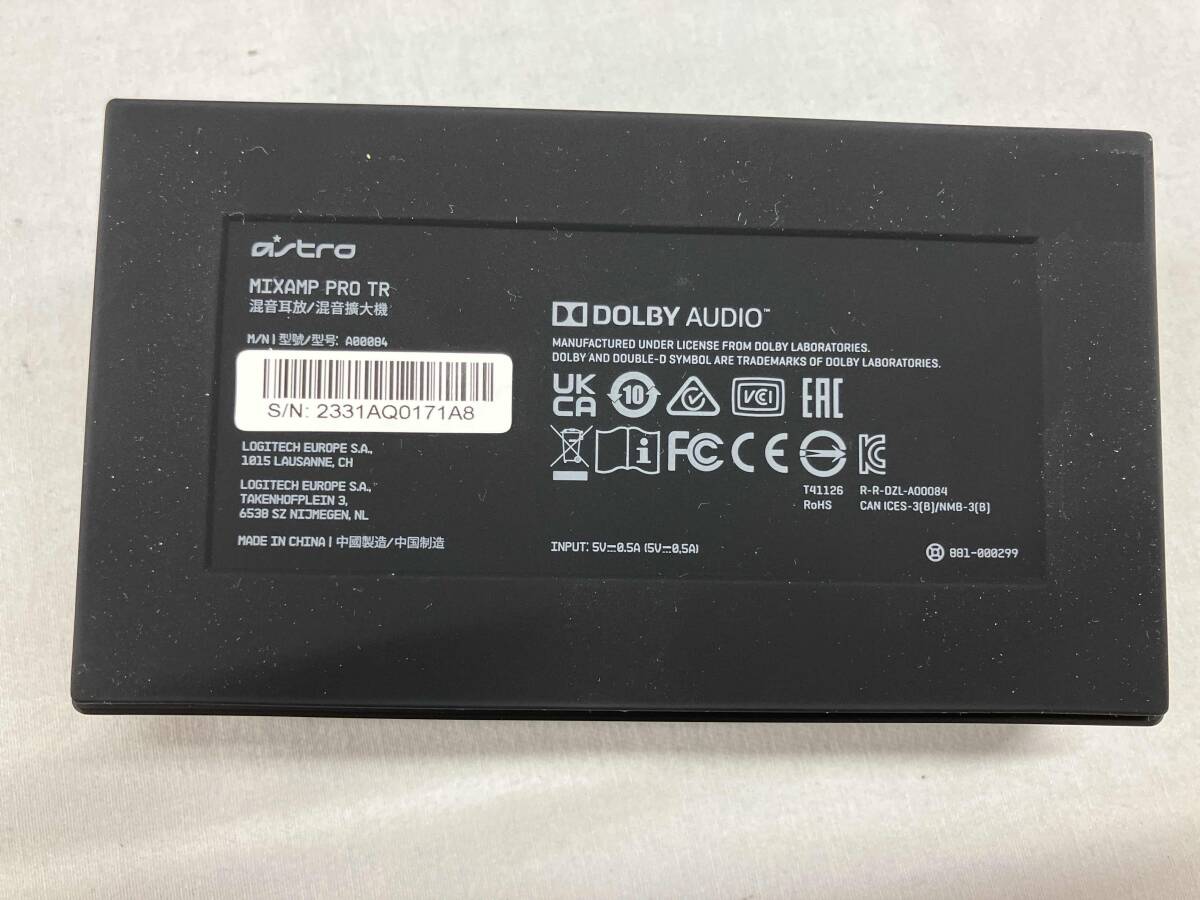 astro
MIXAMP PRO TR
混音耳放/混音擴大機
M/N | 型號/型号: A00084
S/N: 2331AQ0171A8
LOGITECH EUROPE S.A.,
1015 LAUSANNE, CH
LOGITECH EUROPE S.A.,
TAKENHOFPLEIN 3,
6538 SZ NIJMEGEN, NL
MADE IN CHINA | 中國製造/中国制造
DOLBY AUDIO™
MANUFACTURED UNDER LICENSE FROM DOLBY LABORATORIES.
DOLBY AND DOUBLE-D SYMBOL ARE TRADEMARKS OF DOLBY LABORATORIES.
UK CA 10 VCI EAC
i FC CE KC
T41126 R-R-DZL-A00084
RoHS CAN ICES-3(B)/NMB-3(B)
INPUT: 5V⎓0.5A (5V⎓0,5A)
881-000299